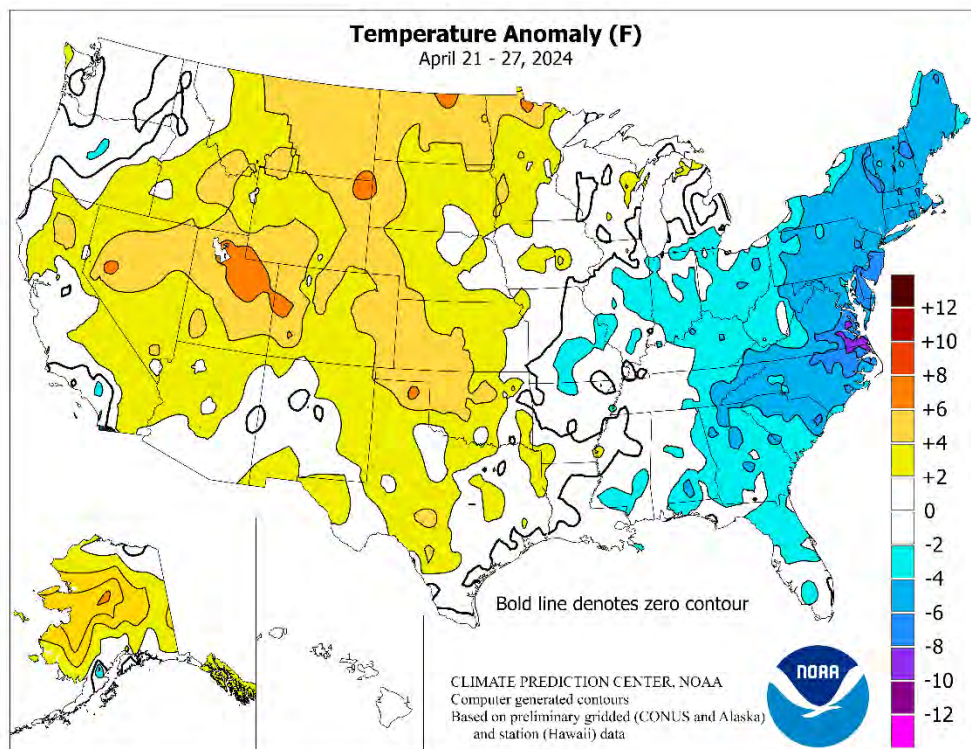 Temperature Anomaly (F)
April 21 - 27, 2024
+12
+10
+8
+6
+4
+2
0
-2
-4
-6
-8
-10
-12
Bold line denotes zero contour
CLIMATE PREDICTION CENTER, NOAA
Computer generated contours
Based on preliminary gridded (CONUS and Alaska)
and station (Hawaii) data
NOAA